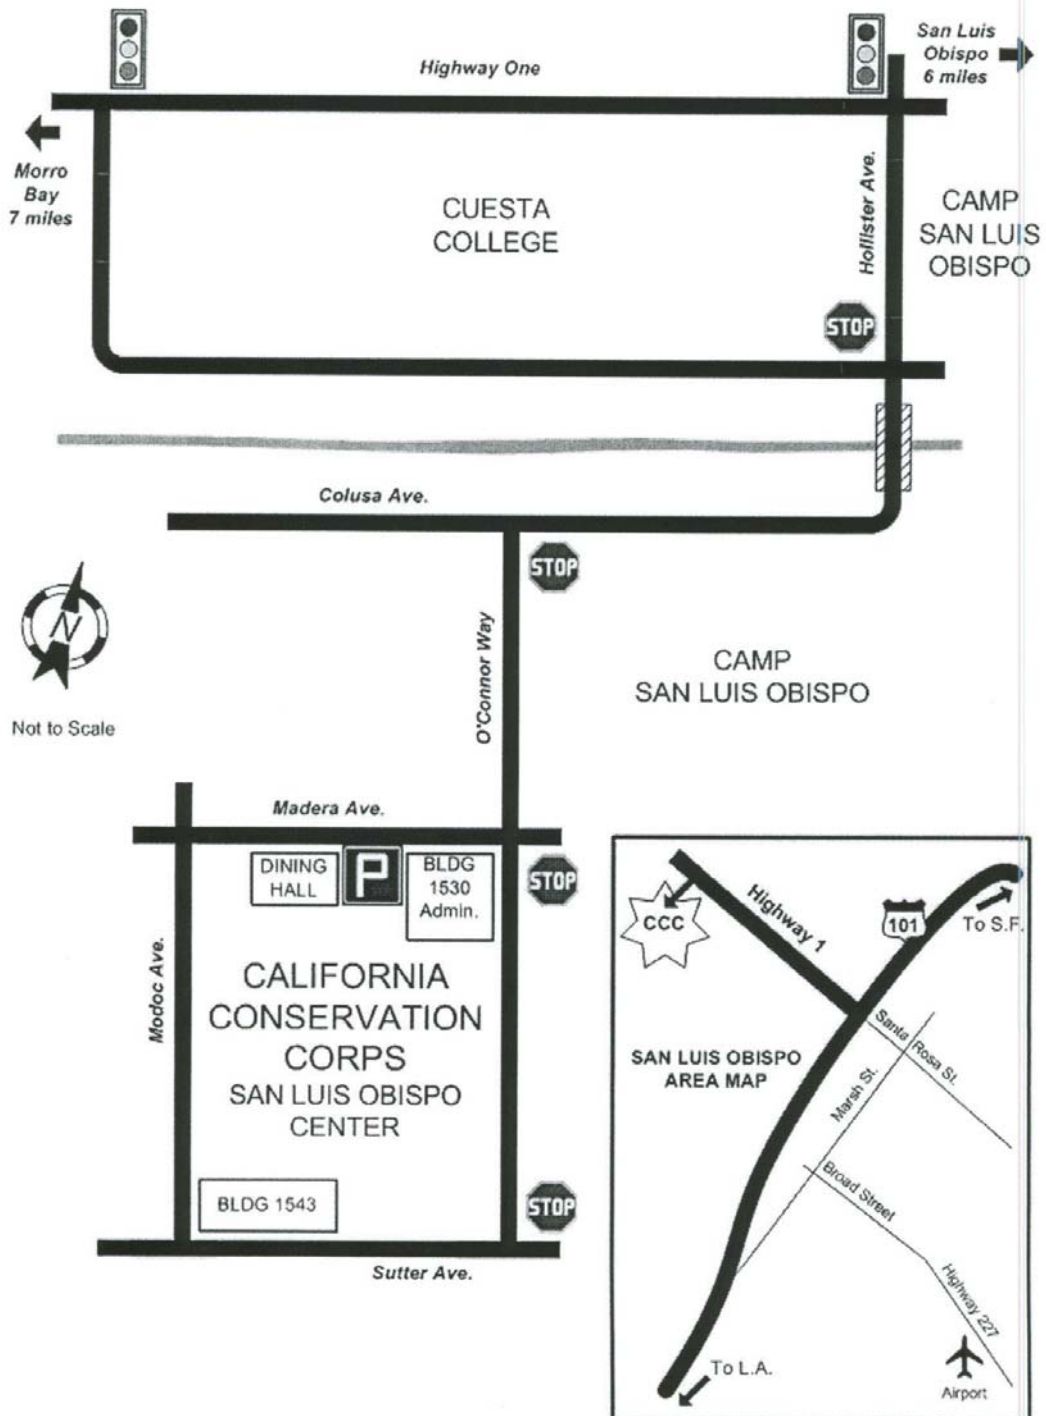 San Luis
Obispo
6 miles
Highway One
Morro
Bay
7 miles
CUESTA
COLLEGE
Hollister Ave.
CAMP
SAN LUIS
OBISPO
STOP
Colusa Ave.
STOP
N
Not to Scale
O'Connor Way
CAMP
SAN LUIS OBISPO
Madera Ave.
DINING
HALL
P
BLDG
1530
Admin.
STOP
Modoc Ave.
CALIFORNIA
CONSERVATION
CORPS
SAN LUIS OBISPO
CENTER
BLDG 1543
STOP
Sutter Ave.
CCC
Highway 1
101
To S.F.
SAN LUIS OBISPO
AREA MAP
Santa Rosa St.
Marsh St.
Broad Street
Highway 227
To L.A.
Airport